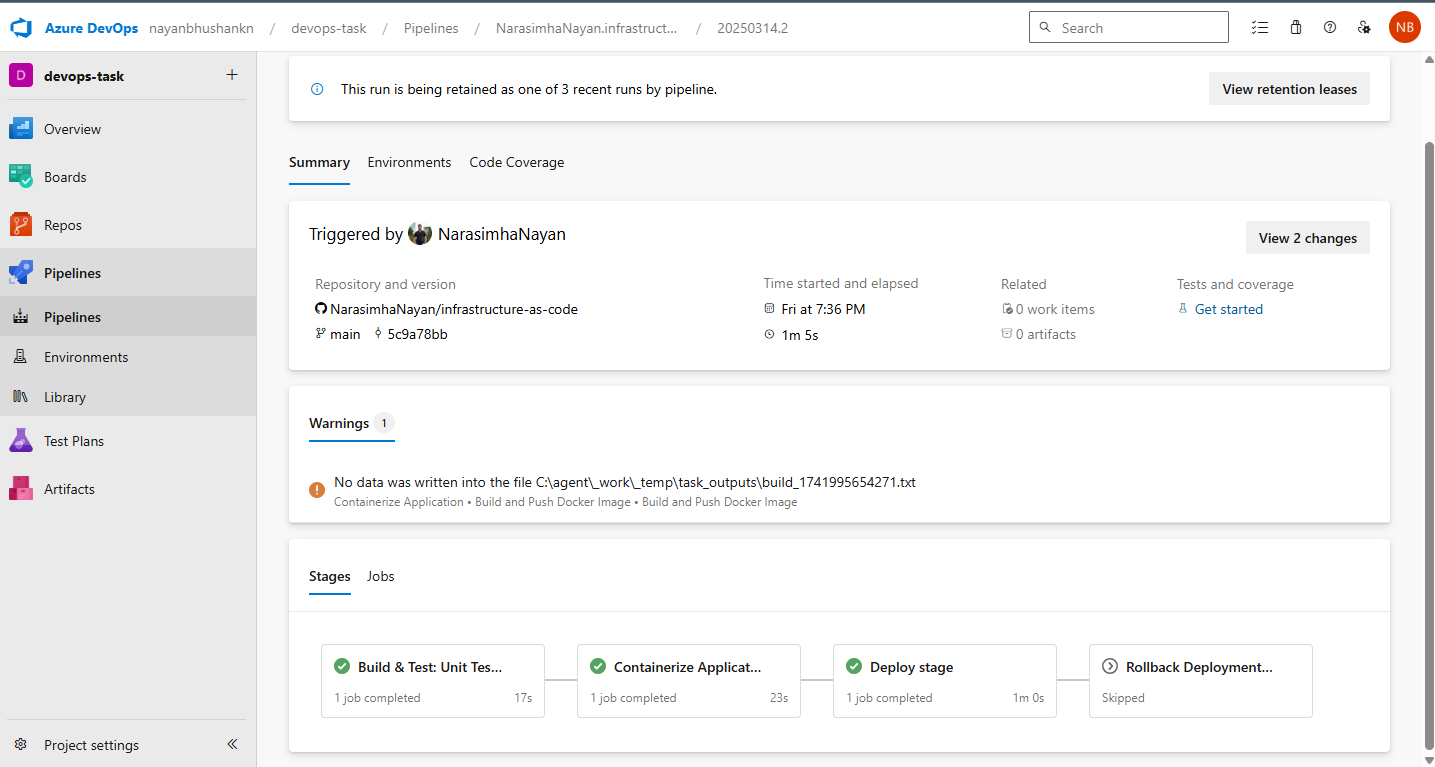 Azure DevOps nayanbhushankn / devops-task / Pipelines / NarasimhaNayan.infrastruct... / 20250314.2 Search NB
D devops-task +
Overview
Boards
Repos
Pipelines
Pipelines
Environments
Library
Test Plans
Artifacts
Project settings
This run is being retained as one of 3 recent runs by pipeline. View retention leases
Summary Environments Code Coverage
Triggered by NarasimhaNayan View 2 changes
Repository and version
NarasimhaNayan/infrastructure-as-code
main 5c9a78bb
Time started and elapsed
Fri at 7:36 PM
1m 5s
Related
0 work items
0 artifacts
Tests and coverage
Get started
Warnings 1
No data was written into the file C:\agent\_work\_temp\task_outputs\build_1741995654271.txt
Containerize Application • Build and Push Docker Image • Build and Push Docker Image
Stages Jobs
Build & Test: Unit Tes...
1 job completed 17s
Containerize Applicat...
1 job completed 23s
Deploy stage
1 job completed 1m 0s
Rollback Deployment...
Skipped